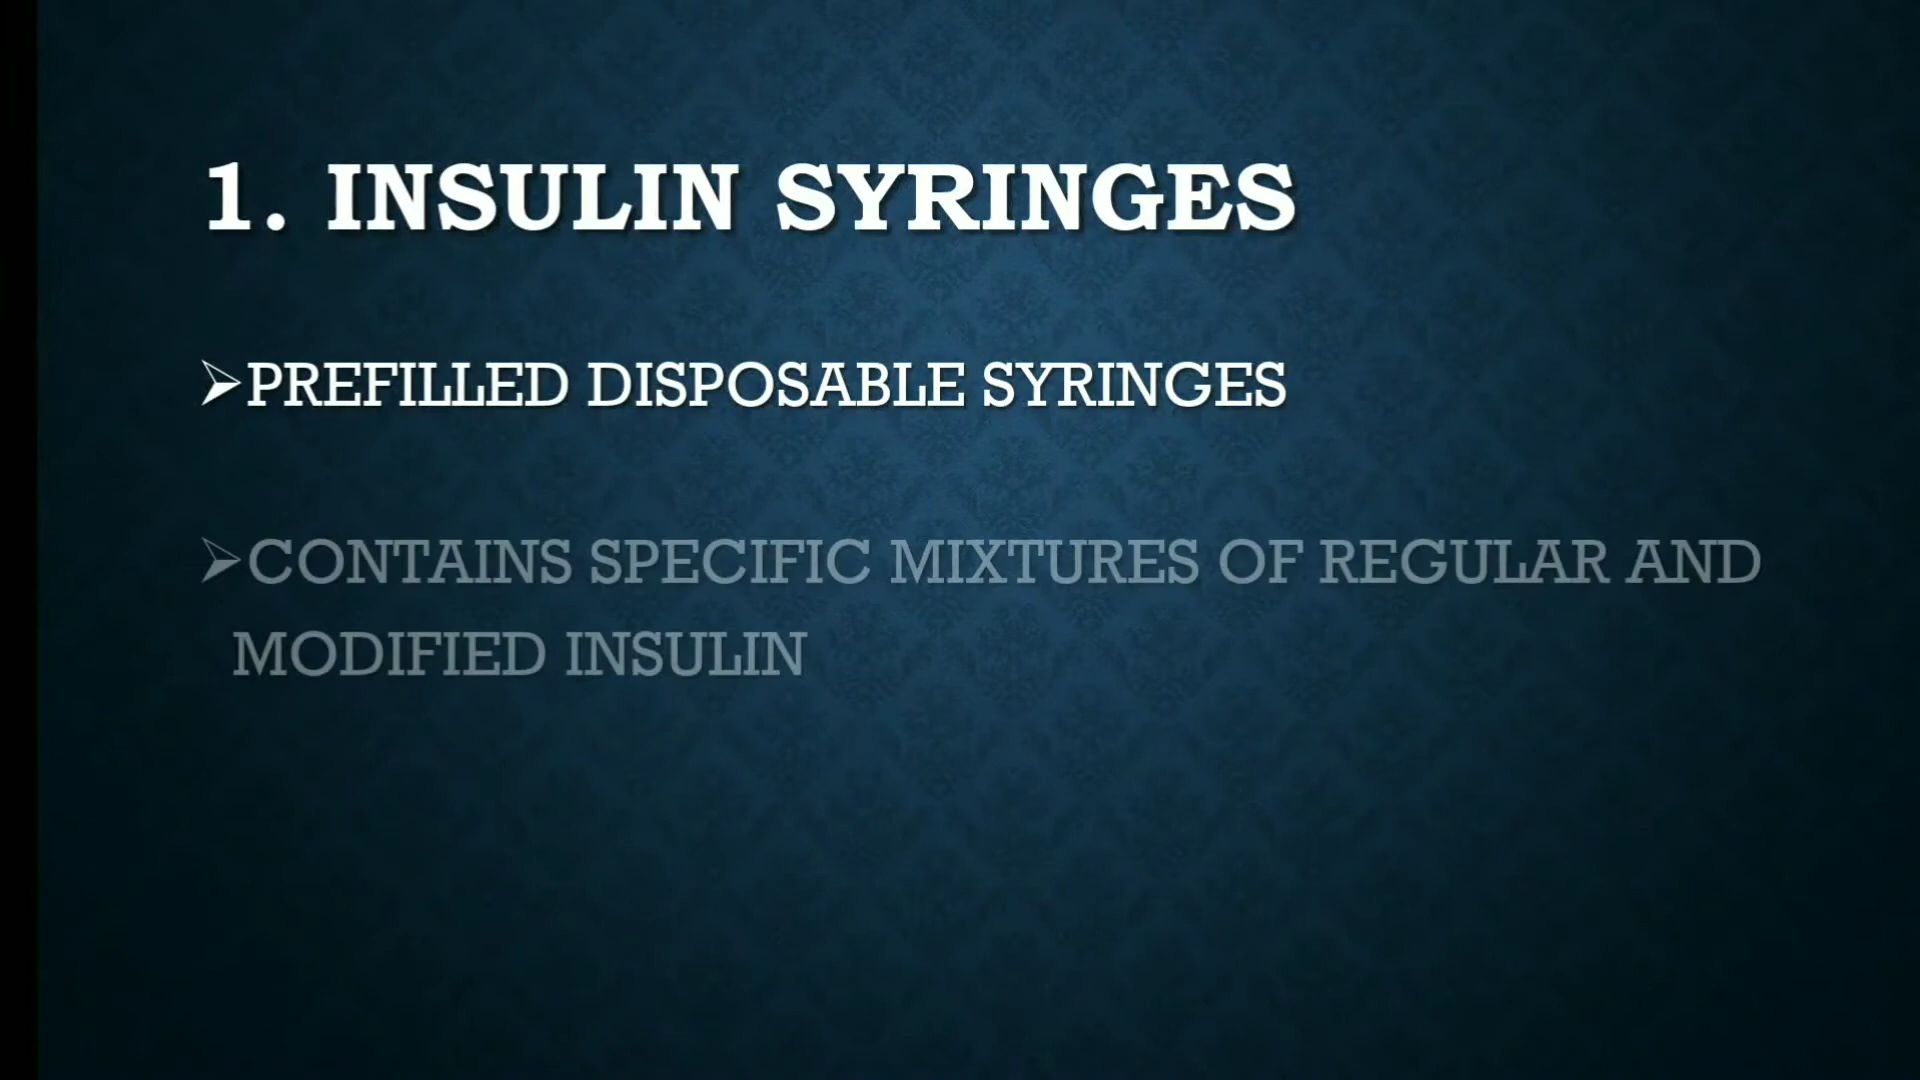 1. INSULIN SYRINGES
➢PREFILLED DISPOSABLE SYRINGES
➢CONTAINS SPECIFIC MIXTURES OF REGULAR AND
MODIFIED INSULIN